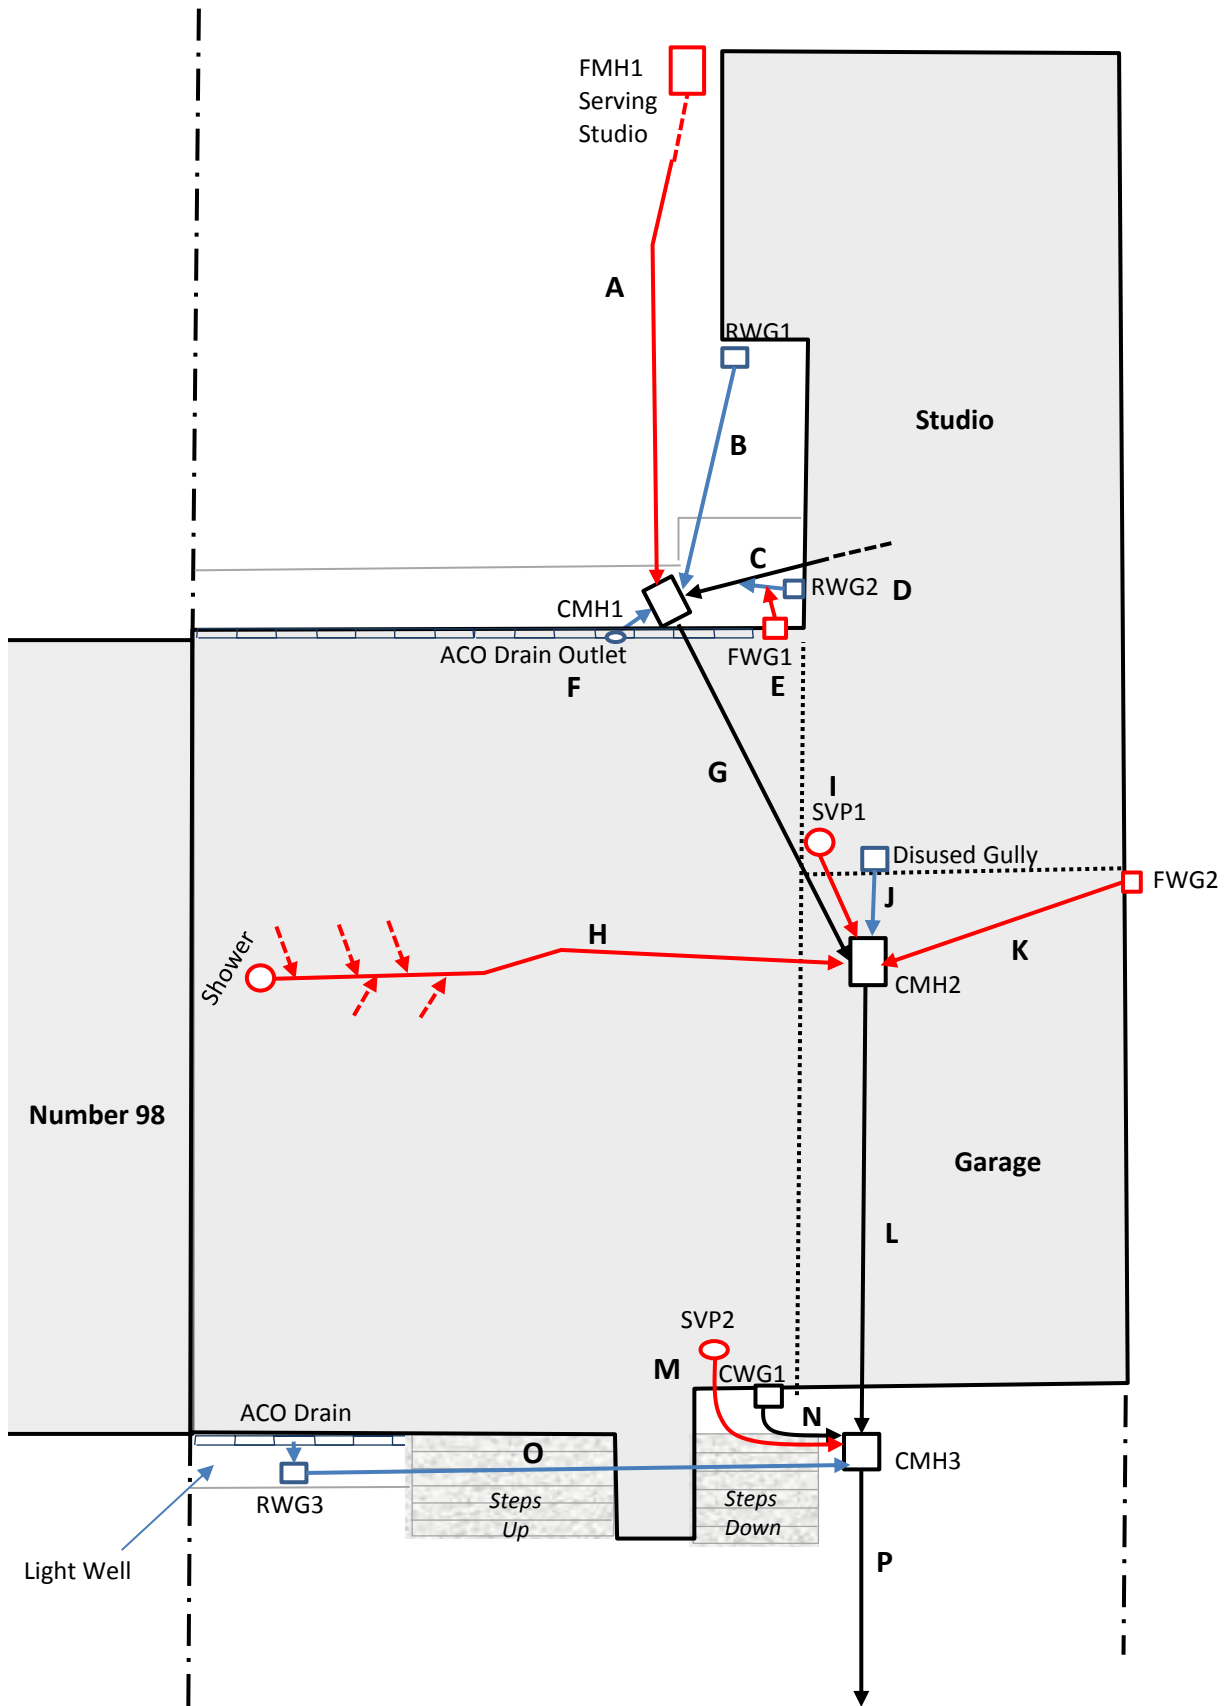 FMH1
Serving
Studio
A
RWG1
Studio
B
C
RWG2
D
CMH1
ACO Drain Outlet
FWG1
F
E
G
I
SVP1
Disused Gully
FWG2
J
H
K
Shower
CMH2
Number 98
Garage
L
SVP2
M
CWG1
ACO Drain
N
O
CMH3
RWG3
Steps
Up
Steps
Down
Light Well
P